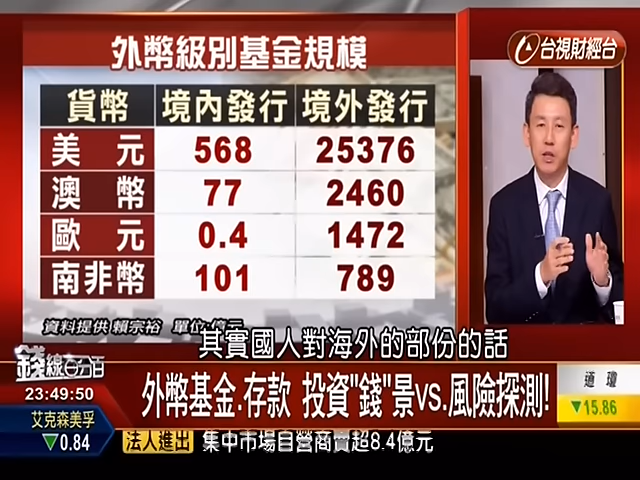 外幣級別基金規模
台視財經台
貨幣 境內發行 境外發行
美元 568 25376
澳幣 77 2460
歐元 0.4 1472
南非幣 101 789
資料提供 賴宗裕 單位:億元
其實國人對海外的部份的話
錢線百分百
23:49:50
外幣基金.存款 投資"錢"景vs.風險探測!
道瓊
▼15.86
艾克森美孚
▽0.84
法人進出 集中市場自營商賣超8.4億元